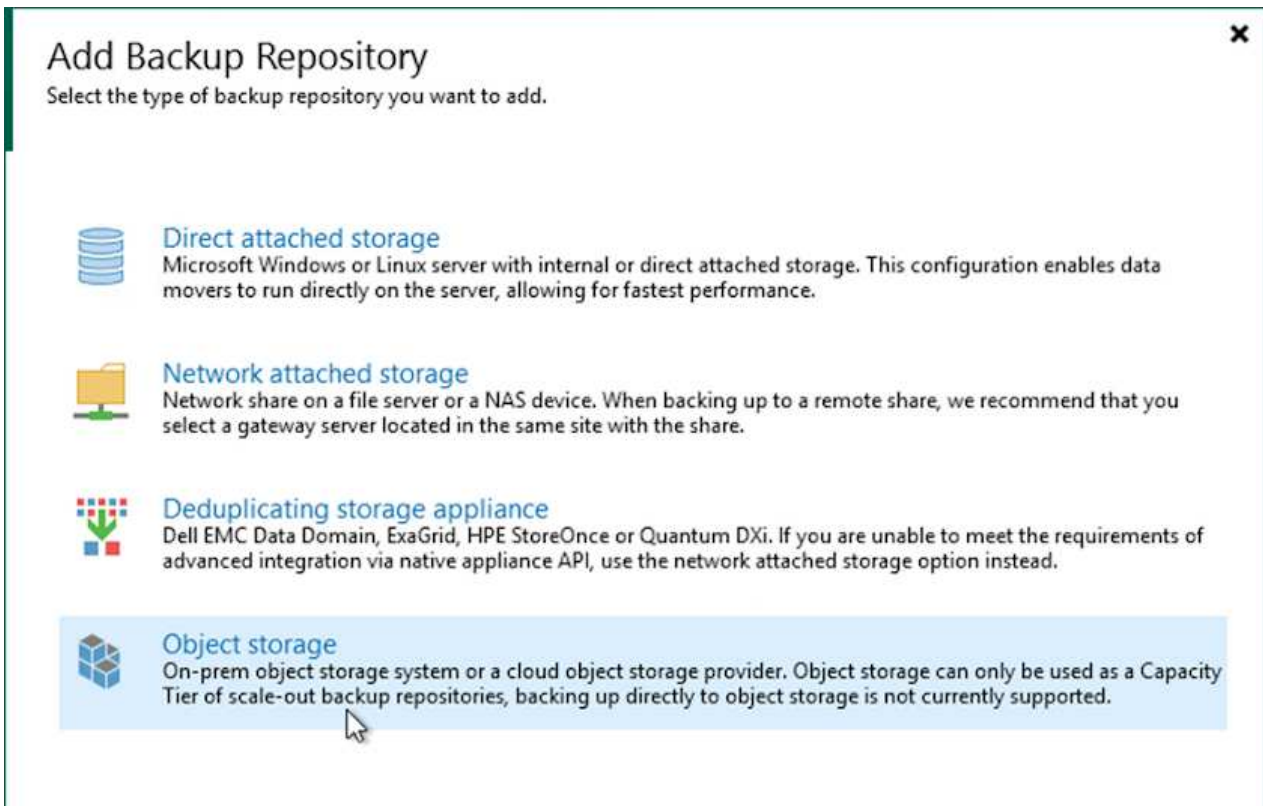 Add Backup Repository
Select the type of backup repository you want to add.
Direct attached storage
Microsoft Windows or Linux server with internal or direct attached storage. This configuration enables data
movers to run directly on the server, allowing for fastest performance.
Network attached storage
Network share on a file server or a NAS device. When backing up to a remote share, we recommend that you
select a gateway server located in the same site with the share.
Deduplicating storage appliance
Dell EMC Data Domain, ExaGrid, HPE StoreOnce or Quantum DXi. If you are unable to meet the requirements of
advanced integration via native appliance API, use the network attached storage option instead.
Object storage
On-prem object storage system or a cloud object storage provider. Object storage can only be used as a Capacity
Tier of scale-out backup repositories, backing up directly to object storage is not currently supported.